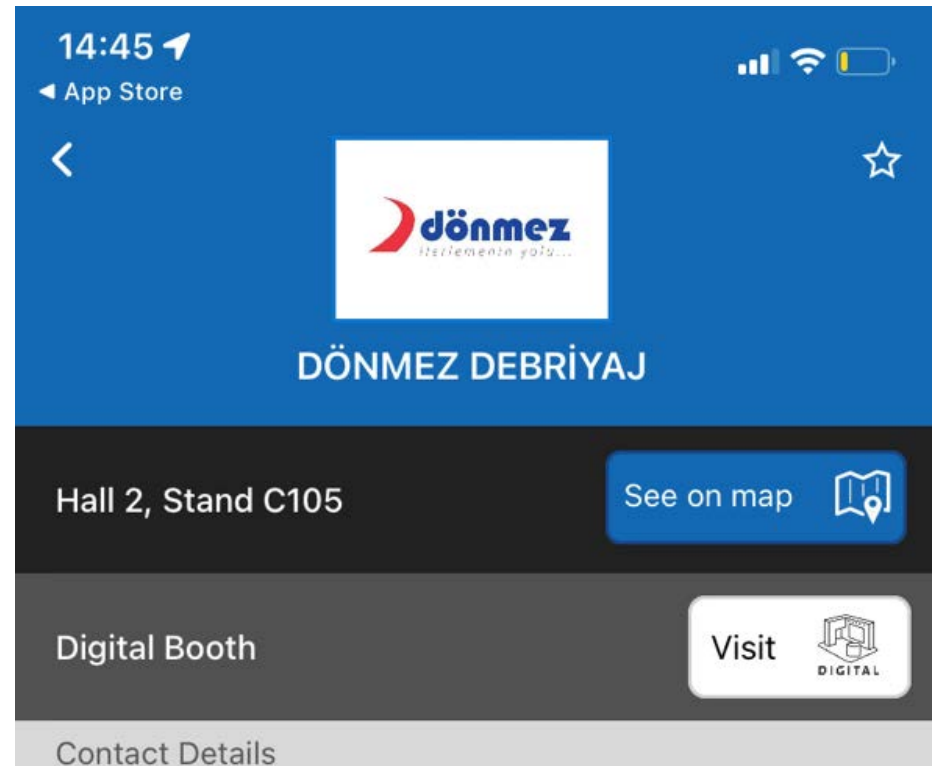 14:45
App Store
dönmez
ilerlemenin yolu...
DÖNMEZ DEBRİYAJ
Hall 2, Stand C105
See on map
Digital Booth
Visit
DIGITAL
Contact Details